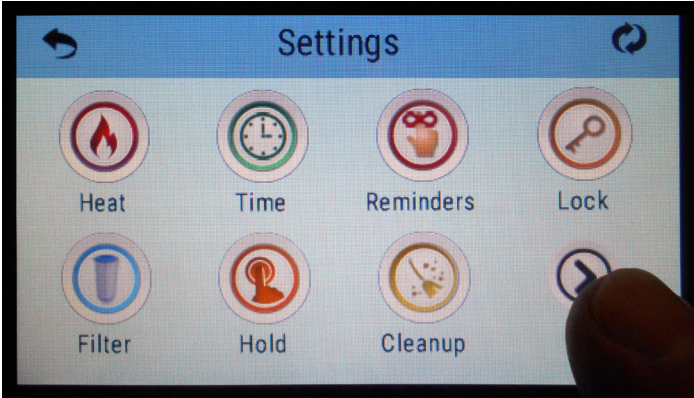 Settings
Heat
Time
Reminders
Lock
Filter
Hold
Cleanup